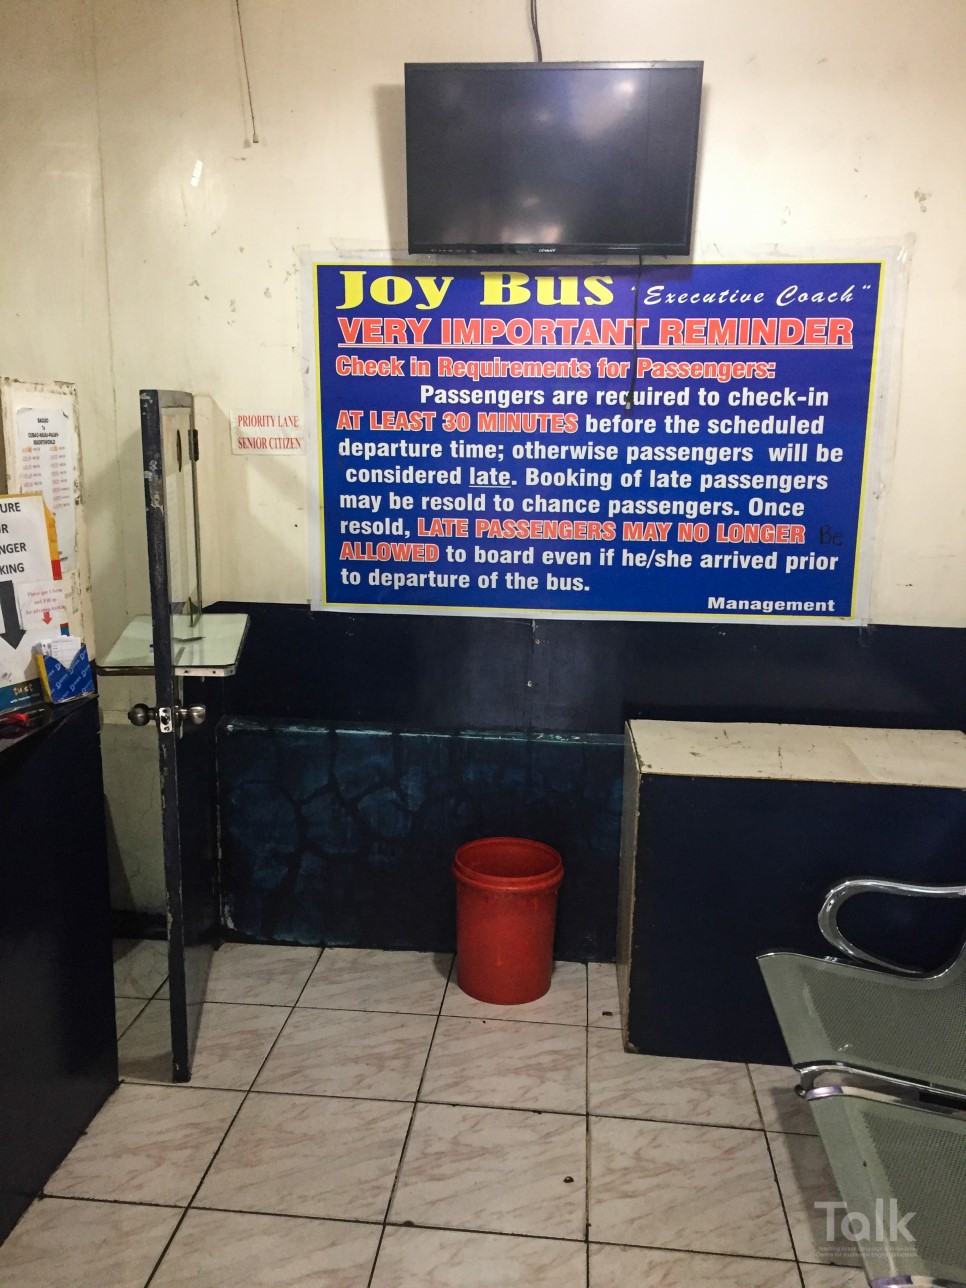 Joy Bus "Executive Coach"
VERY IMPORTANT REMINDER
Check in Requirements for Passengers:
Passengers are required to check-in
AT LEAST 30 MINUTES before the scheduled
departure time; otherwise passengers will be
considered late. Booking of late passengers
may be resold to chance passengers. Once
resold, LATE PASSENGERS MAY NO LONGER Be
ALLOWED to board even if he/she arrived prior
to departure of the bus.
Management
PRIORITY LANE
SENIOR CITIZEN
BAGUIO
To
URE
R
NGER
KING
Talk